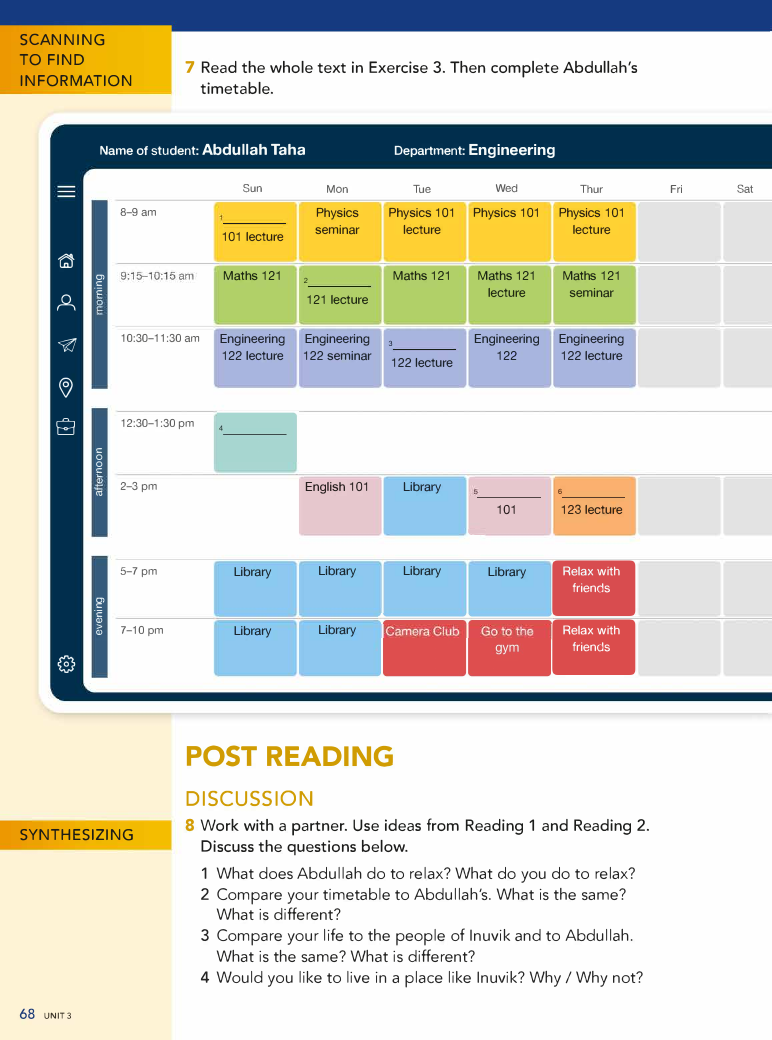 SCANNING
TO FIND
INFORMATION
7 Read the whole text in Exercise 3. Then complete Abdullah's
timetable.
Name of student: Abdullah Taha Department: Engineering
Sun Mon Tue Wed Thur Fri Sat
morning
8–9 am
1 ________
101 lecture
Physics
seminar
Physics 101
lecture
Physics 101
Physics 101
lecture
9:15–10:15 am
Maths 121
2 ________
121 lecture
Maths 121
Maths 121
lecture
Maths 121
seminar
10:30–11:30 am
Engineering
122 lecture
Engineering
122 seminar
3 ________
122 lecture
Engineering
122
Engineering
122 lecture
afternoon
12:30–1:30 pm
4 ________
2–3 pm
English 101
Library
5 ________
101
6 ________
123 lecture
evening
5–7 pm
Library
Library
Library
Library
Relax with
friends
7–10 pm
Library
Library
Camera Club
Go to the
gym
Relax with
friends
POST READING
DISCUSSION
SYNTHESIZING
8 Work with a partner. Use ideas from Reading 1 and Reading 2.
Discuss the questions below.
1 What does Abdullah do to relax? What do you do to relax?
2 Compare your timetable to Abdullah's. What is the same?
What is different?
3 Compare your life to the people of Inuvik and to Abdullah.
What is the same? What is different?
4 Would you like to live in a place like Inuvik? Why / Why not?
68 UNIT 3